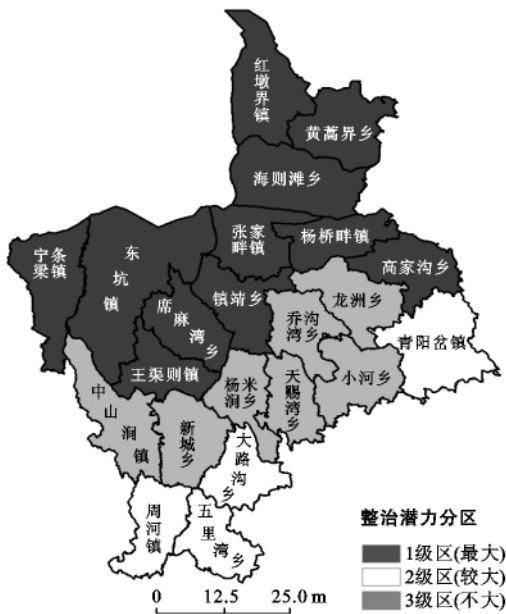 红墩界镇
黄蒿界乡
海则滩乡
张家畔镇
杨桥畔镇
宁条梁镇
东坑镇
高家沟乡
镇靖乡
席麻湾乡
龙洲乡
乔沟湾乡
青阳岔镇
王渠则镇
杨米涧乡
天赐湾乡
小河乡
中山涧镇
新城乡
大路沟乡
周河镇
五里湾乡
整治潜力分区
1级区(最大)
2级区(较大)
3级区(不大)
0 12.5 25.0 m